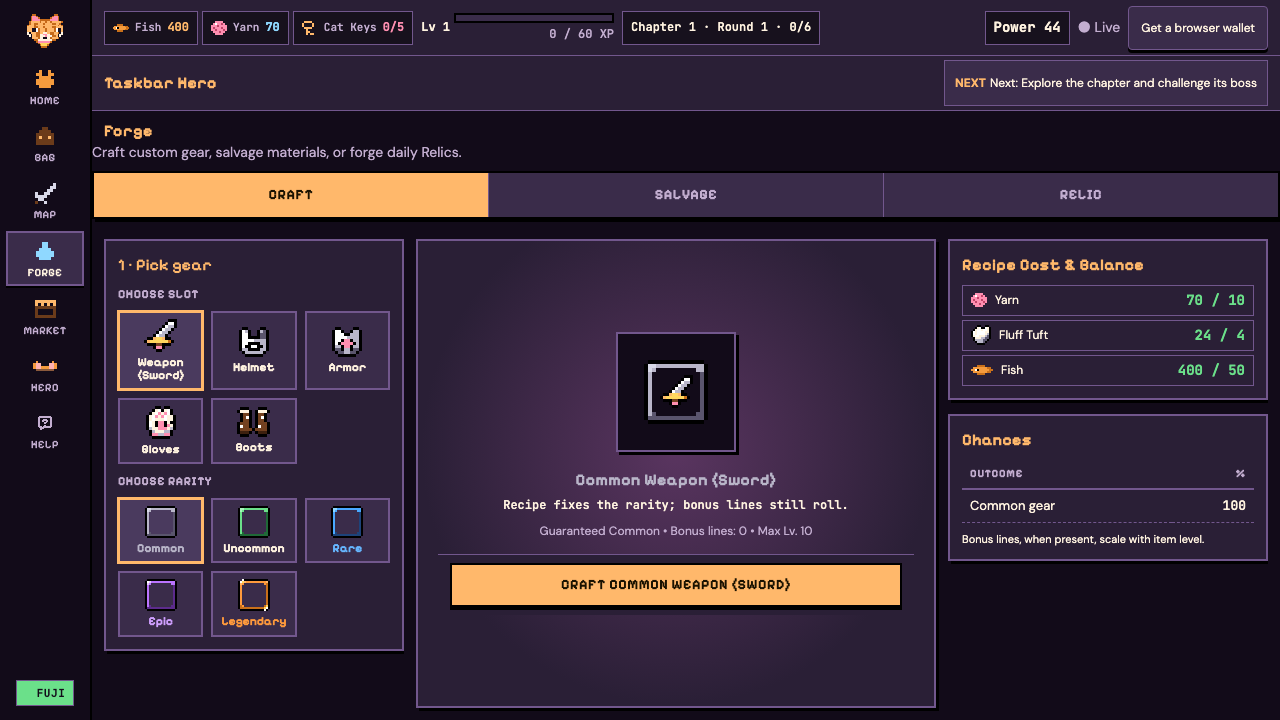 Fish 400
Yarn 70
Cat Keys 0/5
Lv 1
0 / 60 XP
Chapter 1 · Round 1 · 0/6
Power 44
Live
Get a browser wallet
HOME
BAG
MAP
FORGE
MARKET
HERO
HELP
FUJI
Taskbar Hero
NEXT Next: Explore the chapter and challenge its boss
Forge
Craft custom gear, salvage materials, or forge daily Relics.
CRAFT
SALVAGE
RELIC
1 · Pick gear
CHOOSE SLOT
Weapon
(Sword)
Helmet
Armor
Gloves
Boots
CHOOSE RARITY
Common
Uncommon
Rare
Epic
Legendary
Common Weapon (Sword)
Recipe fixes the rarity; bonus lines still roll.
Guaranteed Common • Bonus lines: 0 • Max Lv. 10
CRAFT COMMON WEAPON (SWORD)
Recipe Cost & Balance
Yarn 70 / 10
Fluff Tuft 24 / 4
Fish 400 / 50
Chances
OUTCOME %
Common gear 100
Bonus lines, when present, scale with item level.